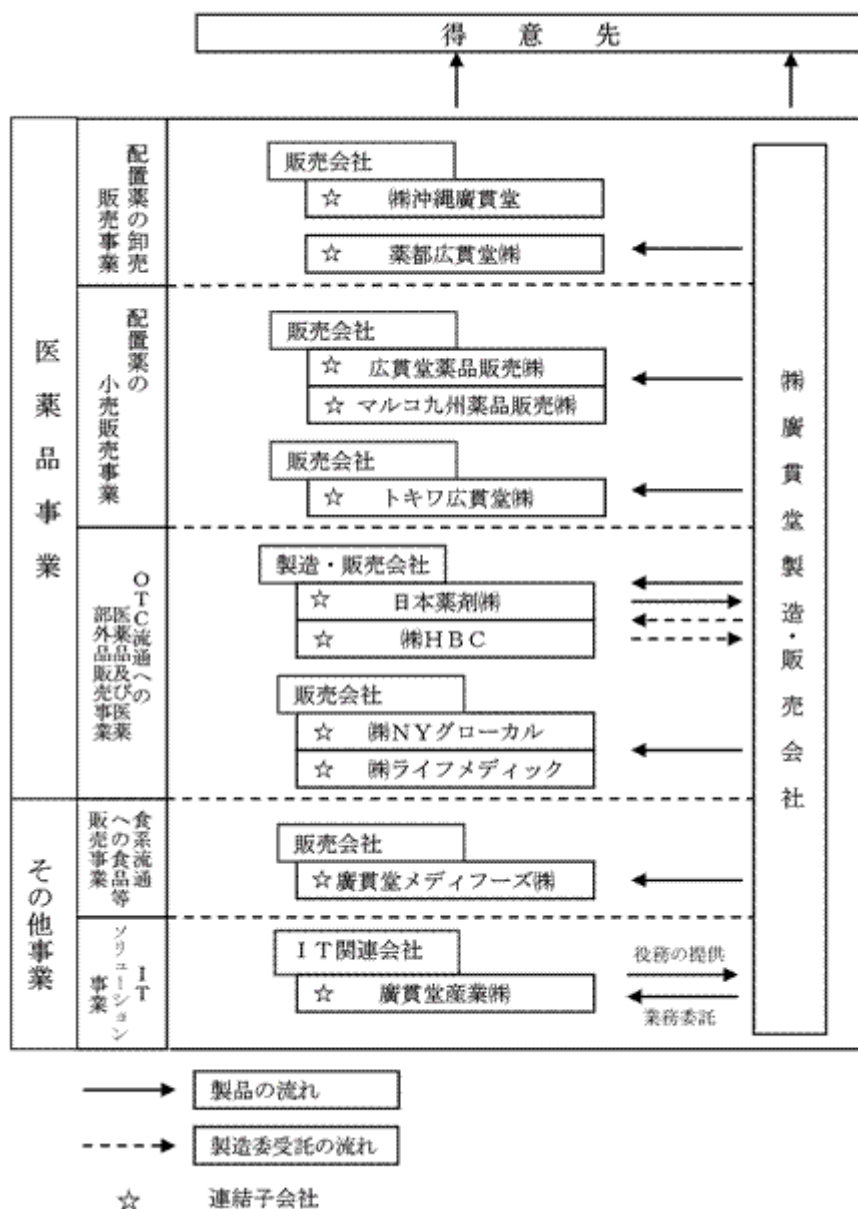 得意先
医薬品事業
配置薬の卸売
販売事業
販売会社
☆ ㈱沖縄廣貫堂
☆ 薬都広貫堂㈱
配置薬の
小売販売事業
販売会社
☆ 広貫堂薬品販売㈱
☆ マルコ九州薬品販売㈱
販売会社
☆ トキワ広貫堂㈱
OTC流通への
医薬品及び医薬
部外品販売事業
製造・販売会社
☆ 日本薬剤㈱
☆ ㈱HBC
販売会社
☆ ㈱NYグローカル
☆ ㈱ライフメディック
㈱廣貫堂製造・販売会社
その他事業
食系流通
への食品等
販売事業
販売会社
☆廣貫堂メディフーズ㈱
IT
ソリューション
事業
IT関連会社
☆ 廣貫堂産業㈱
役務の提供
業務委託
製品の流れ
製造委受託の流れ
☆ 連結子会社